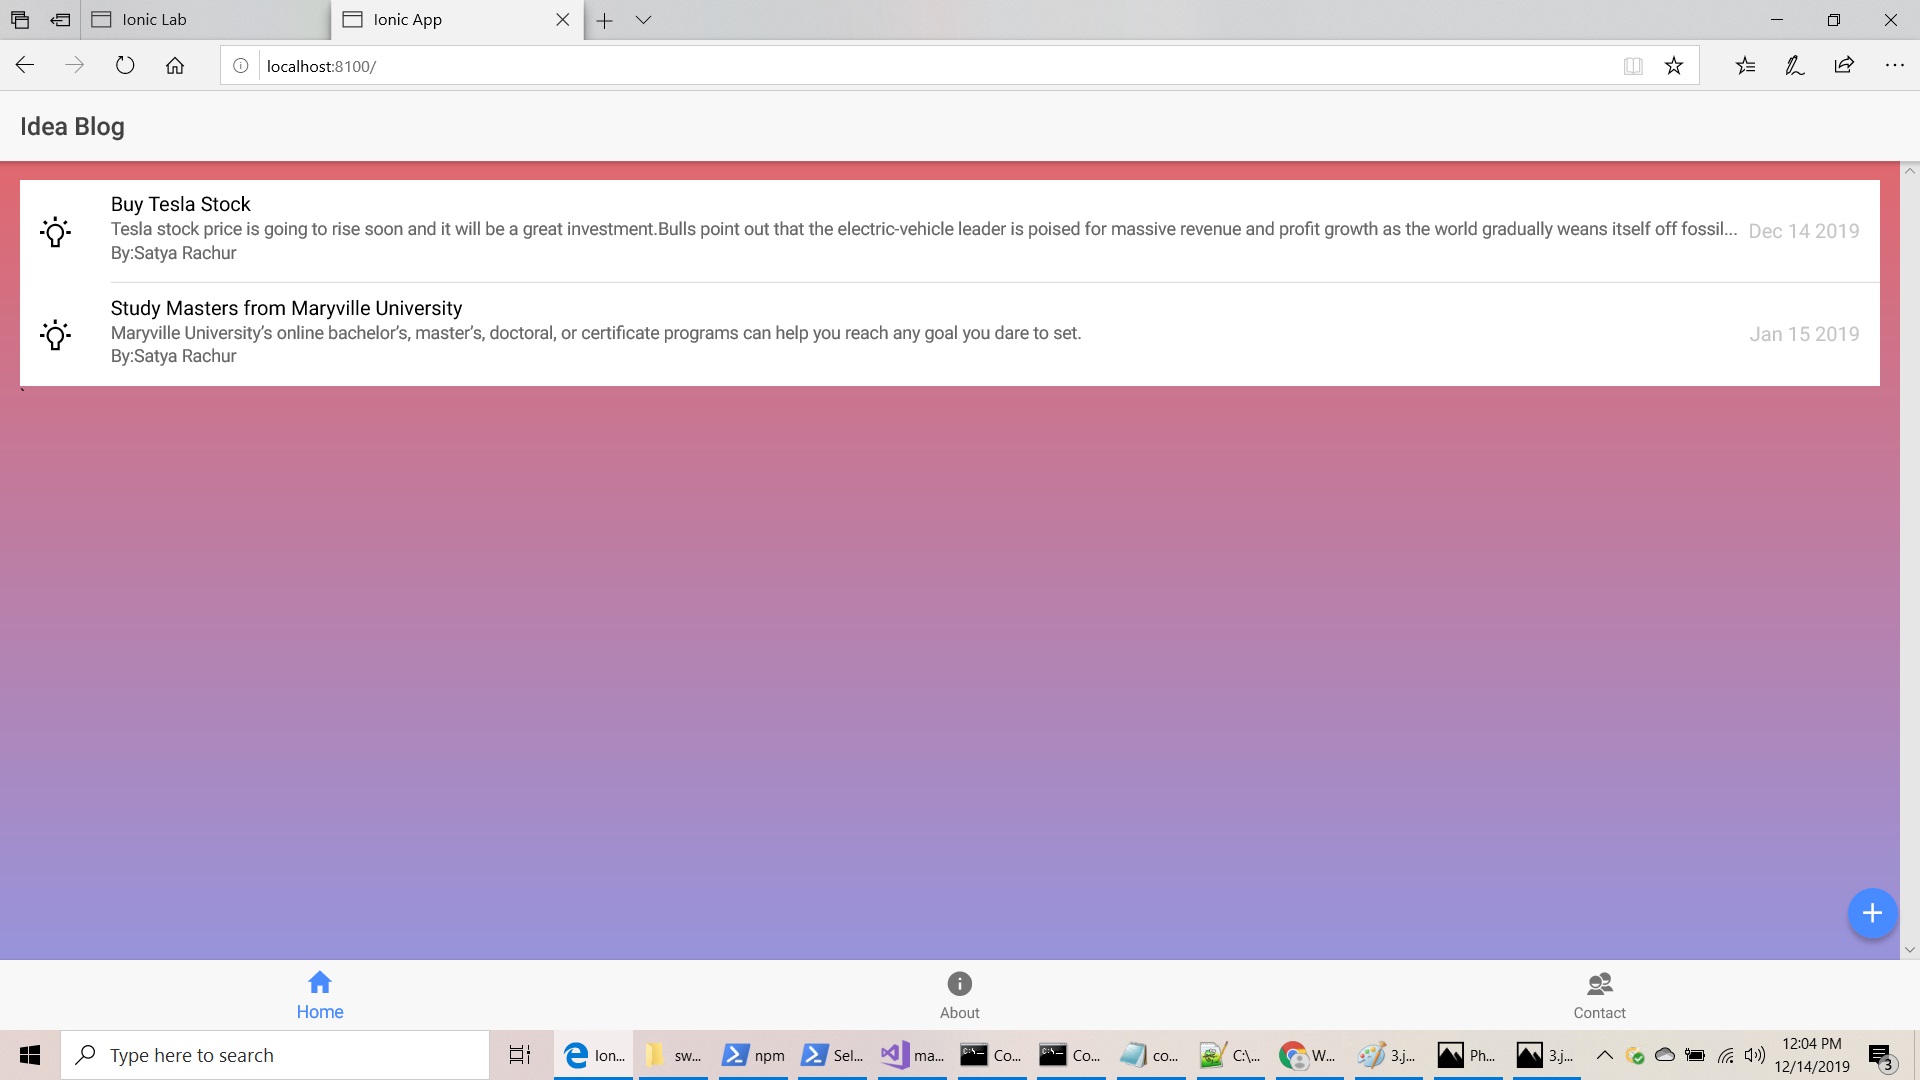 Ionic Lab
Ionic App
localhost:8100/
Idea Blog
Buy Tesla Stock
Tesla stock price is going to rise soon and it will be a great investment.Bulls point out that the electric-vehicle leader is poised for massive revenue and profit growth as the world gradually weans itself off fossil...
Dec 14 2019
By:Satya Rachur
Study Masters from Maryville University
Maryville University’s online bachelor’s, master’s, doctoral, or certificate programs can help you reach any goal you dare to set.
Jan 15 2019
By:Satya Rachur
`
Home
About
Contact
Type here to search
Ion...
sw...
npm
Sel...
ma...
Co...
Co...
co...
C:\...
W...
3.j...
Ph...
3.j...
12:04 PM
12/14/2019
3